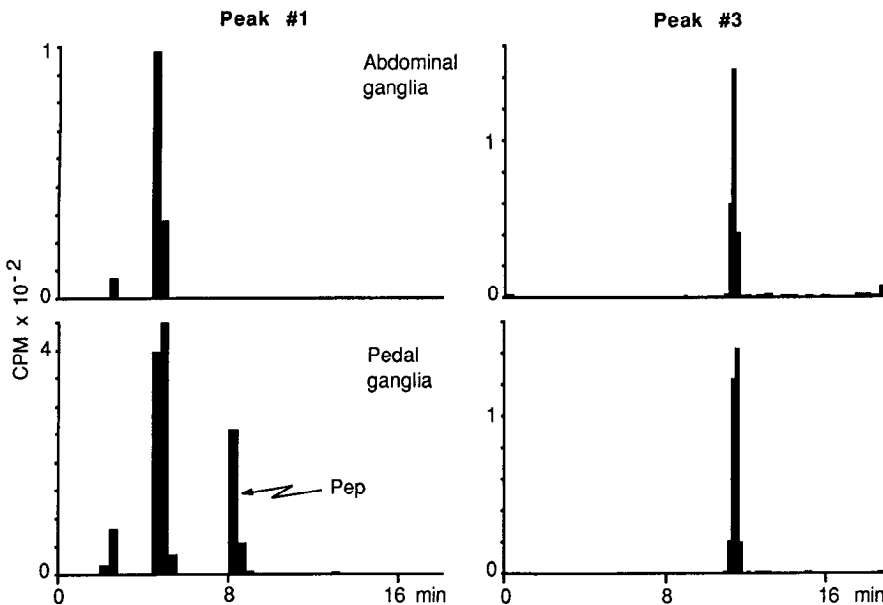 Peak #1
Peak #3
1
Abdominal
ganglia
1
0
0
CPM x 10-2
4
Pedal
ganglia
1
Pep
0
0
0
8
16 min
0
8
16 min